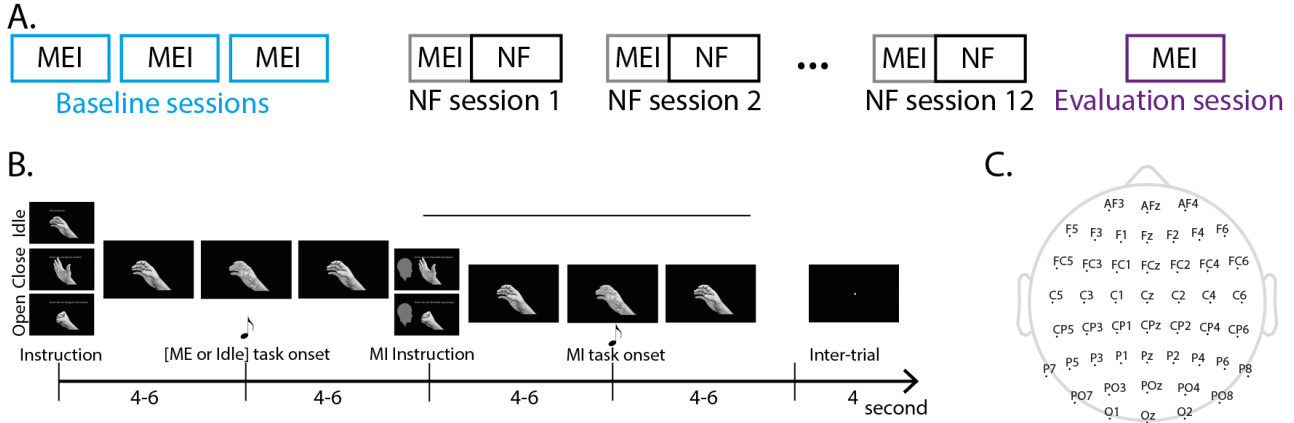 A.
MEI MEI MEI MEI NF MEI NF ... MEI NF MEI
Baseline sessions NF session 1 NF session 2 NF session 12 Evaluation session
B.
Idle
Close
Open
Instruction [ME or Idle] task onset MI Instruction MI task onset Inter-trial
4-6 4-6 4-6 4-6 4 second
C.
AF3 AFz AF4
F5 F3 F1 Fz F2 F4 F6
FC5 FC3 FC1 FCz FC2 FC4 FC6
C5 C3 C1 Cz C2 C4 C6
CP5 CP3 CP1 CPz CP2 CP4 CP6
P7 P5 P3 P1 Pz P2 P4 P6 P8
PO7 PO3 POz PO4 PO8
O1 Oz O2